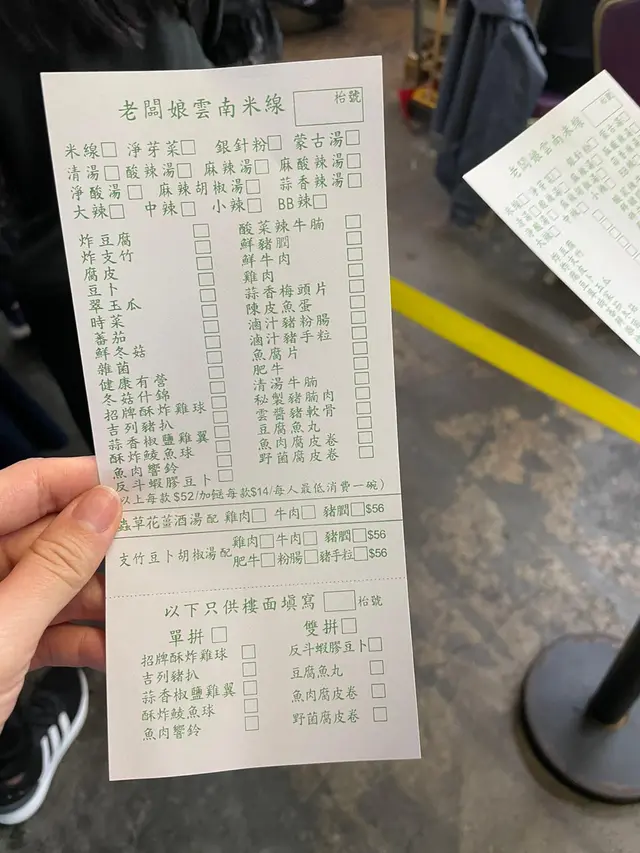 老闆娘雲南米線 枱號
米線□ 淨芽菜□ 銀針粉□ 蒙古湯□
清湯□ 酸辣湯□ 麻辣湯□ 麻酸辣湯□
淨酸湯□ 麻辣胡椒湯□ 蒜香辣湯□
大辣□ 中辣□ 小辣□ BB辣□
炸豆腐□ 酸菜辣牛腩□
炸支竹□ 鮮豬膶□
腐皮□ 鮮牛肉□
豆卜□ 雞肉□
翠玉瓜□ 蒜香梅頭片□
時菜□ 陳皮魚蛋□
蕃茄□ 滷汁豬粉腸□
鮮冬菇□ 滷汁豬手粒□
雜菌□ 魚腐片□
健康有營□ 肥牛□
冬菇什錦□ 清湯牛腩□
招牌酥炸雞球□ 秘製豬腩肉□
吉列豬扒□ 雲醬豬軟骨□
蒜香椒鹽雞翼□ 豆腐魚丸□
酥炸鯪魚球□ 魚肉腐皮卷□
魚肉響鈴□ 野菌腐皮卷□
反斗蝦膠豆卜□
以上每款$52/加餸每款$14/每人最低消費一碗)
蟲草花薑酒湯配 雞肉□ 牛肉□ 豬膶□$56
支竹豆卜胡椒湯配 雞肉□ 牛肉□ 豬膶□$56
肥牛□ 粉腸□ 豬手粒□$56
以下只供樓面填寫 □枱號
單拼□ 雙拼□
招牌酥炸雞球□ 反斗蝦膠豆卜□
吉列豬扒□ 豆腐魚丸□
蒜香椒鹽雞翼□ 魚肉腐皮卷□
酥炸鯪魚球□ 野菌腐皮卷□
魚肉響鈴□
老闆娘雲南米線